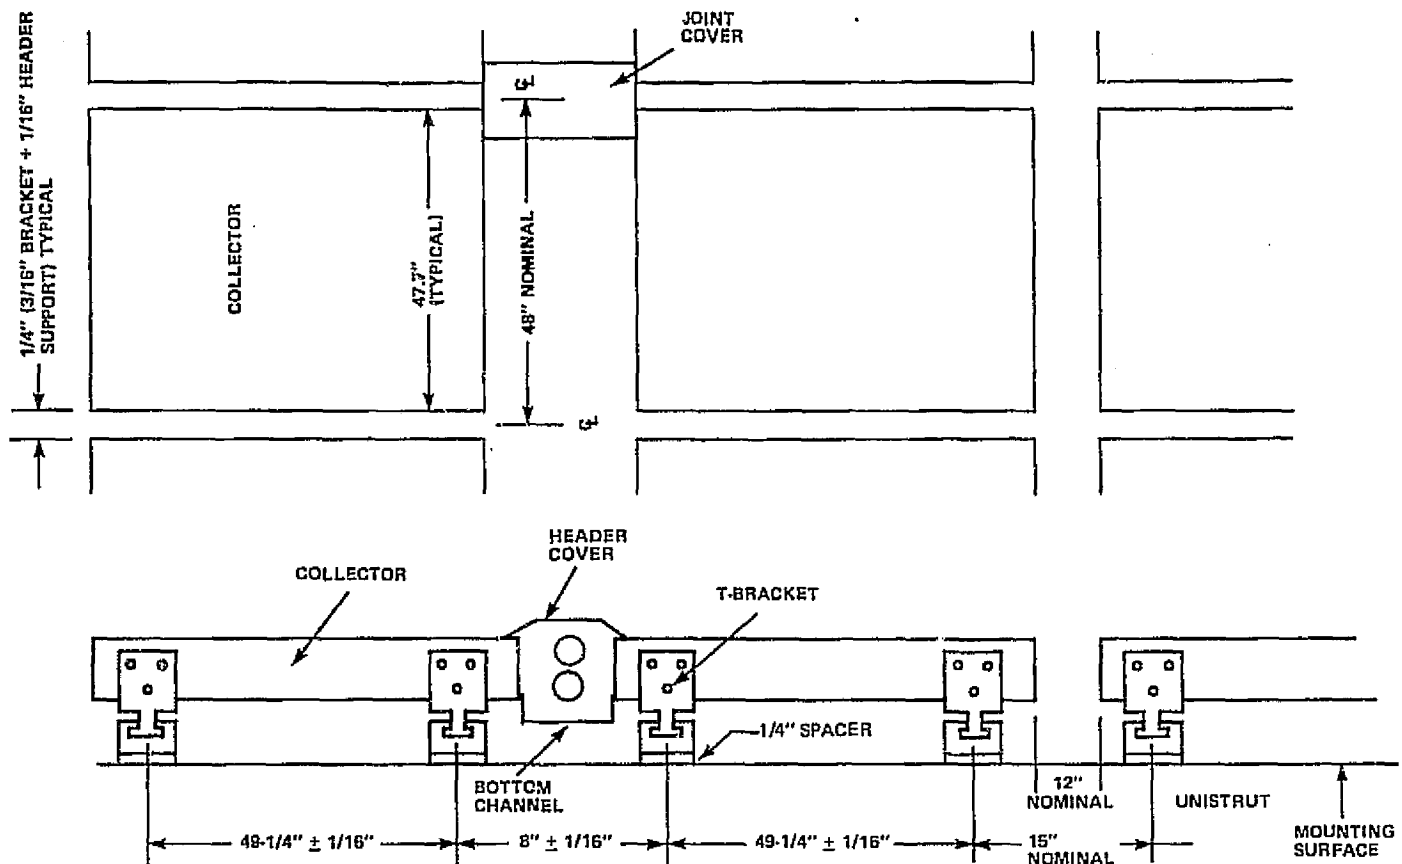 JOINT
COVER
1/4" (3/16" BRACKET + 1/16" HEADER
SUPPORT) TYPICAL
COLLECTOR
47.7"
(TYPICAL)
48" NOMINAL
℄
℄
HEADER
COVER
COLLECTOR
T-BRACKET
1/4" SPACER
BOTTOM
CHANNEL
12"
NOMINAL
UNISTRUT
49-1/4" ± 1/16"
8" ± 1/16"
49-1/4" ± 1/16"
15"
NOMINAL
MOUNTING
SURFACE